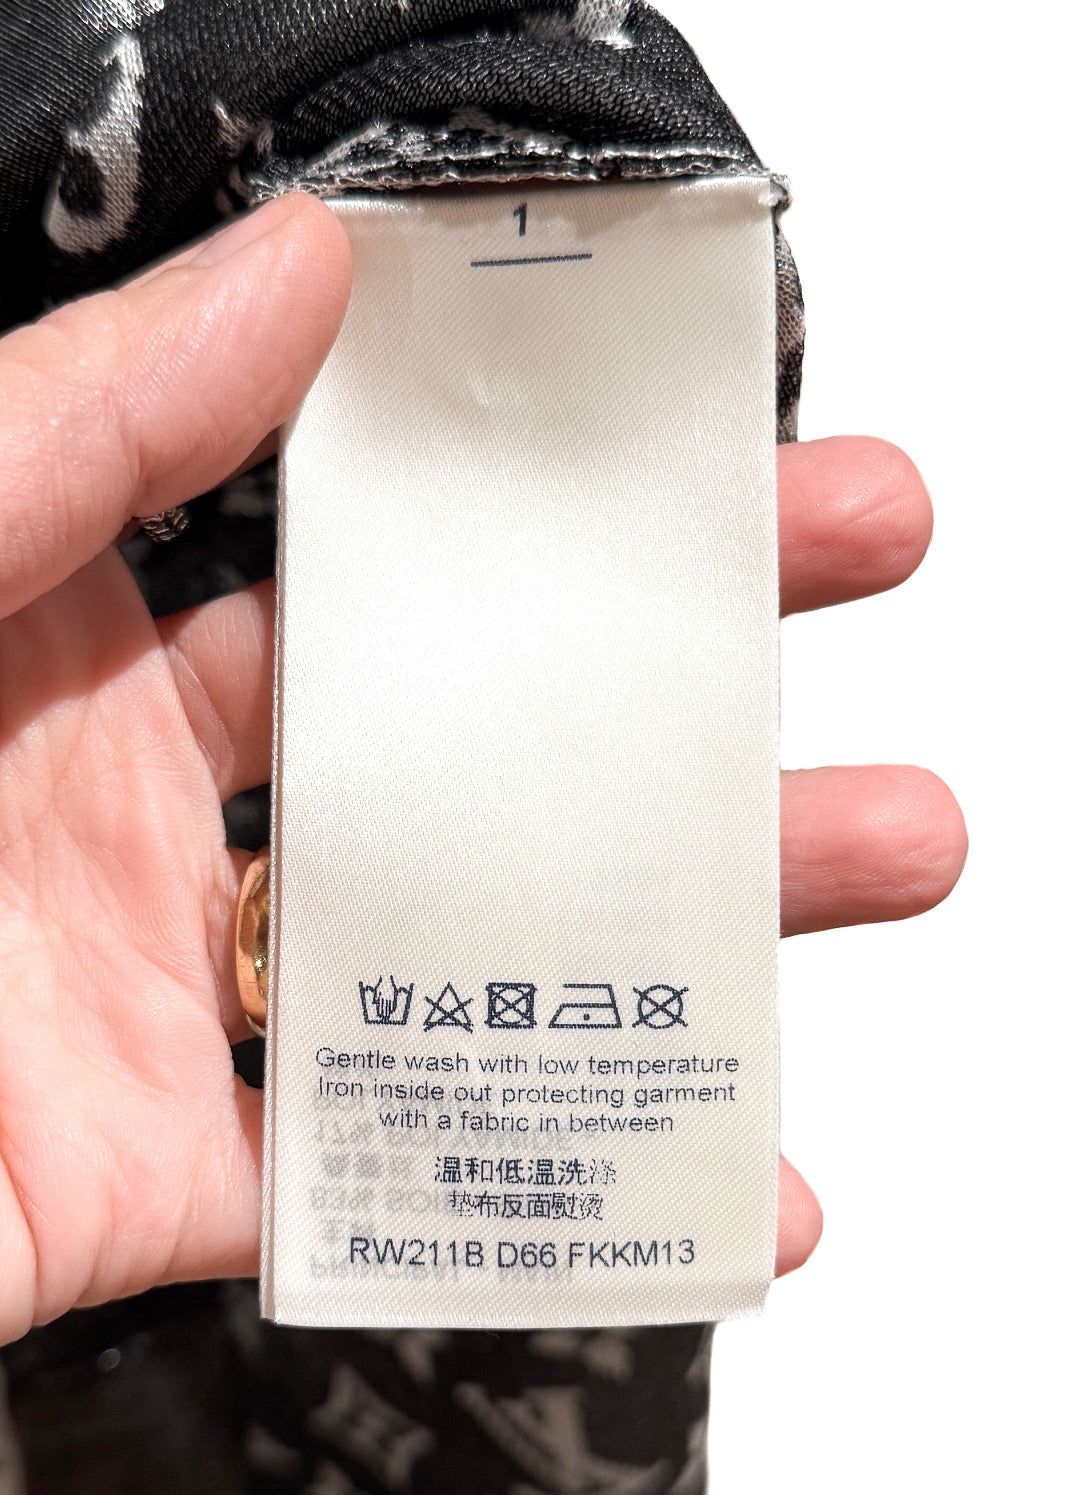 1
Gentle wash with low temperature
Iron inside out protecting garment
with a fabric in between
温和低温洗涤
垫布反面熨烫
RW211B D66 FKKM13